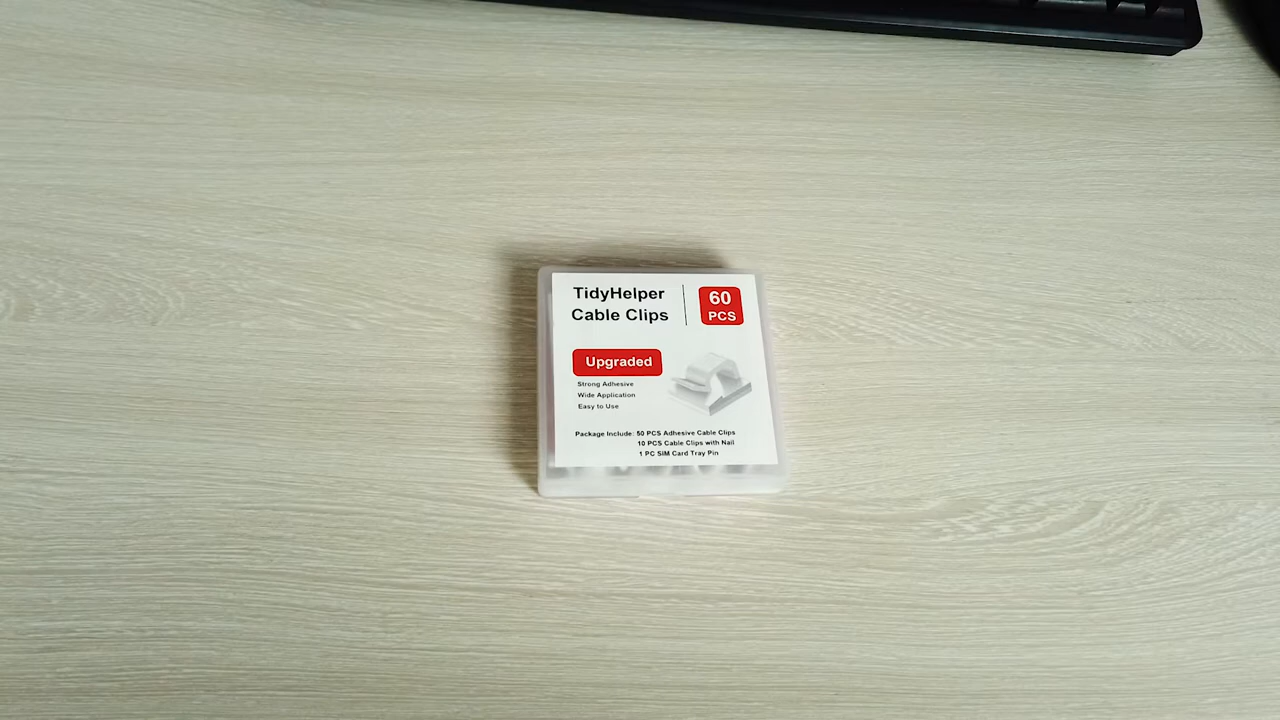 TidyHelper
Cable Clips
60
PCS
Upgraded
Strong Adhesive
Wide Application
Easy to Use
Package Include: 50 PCS Adhesive Cable Clips
10 PCS Cable Clips with Nail
1 PC SIM Card Tray Pin